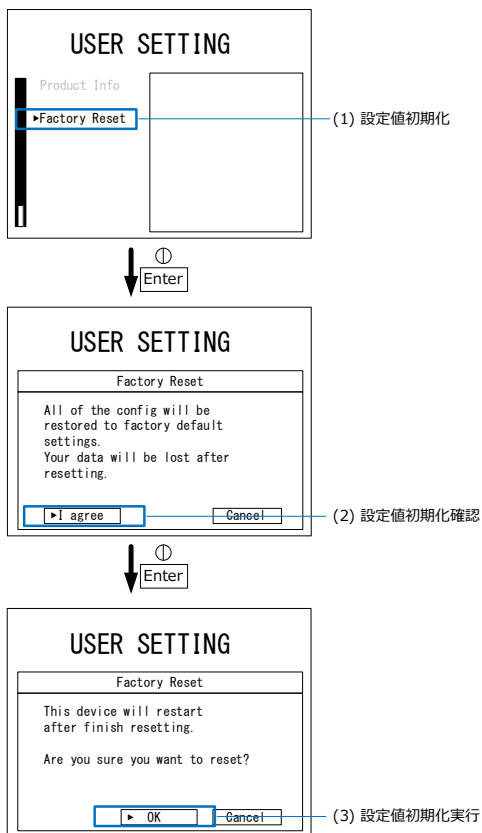 USER SETTING
Product Info
▸Factory Reset
(1) 設定値初期化
Enter
USER SETTING
Factory Reset
All of the config will be
restored to factory default
settings.
Your data will be lost after
resetting.
▸I agree
Cancel
(2) 設定値初期化確認
Enter
USER SETTING
Factory Reset
This device will restart
after finish resetting.
Are you sure you want to reset?
▸ OK
Cancel
(3) 設定値初期化実行